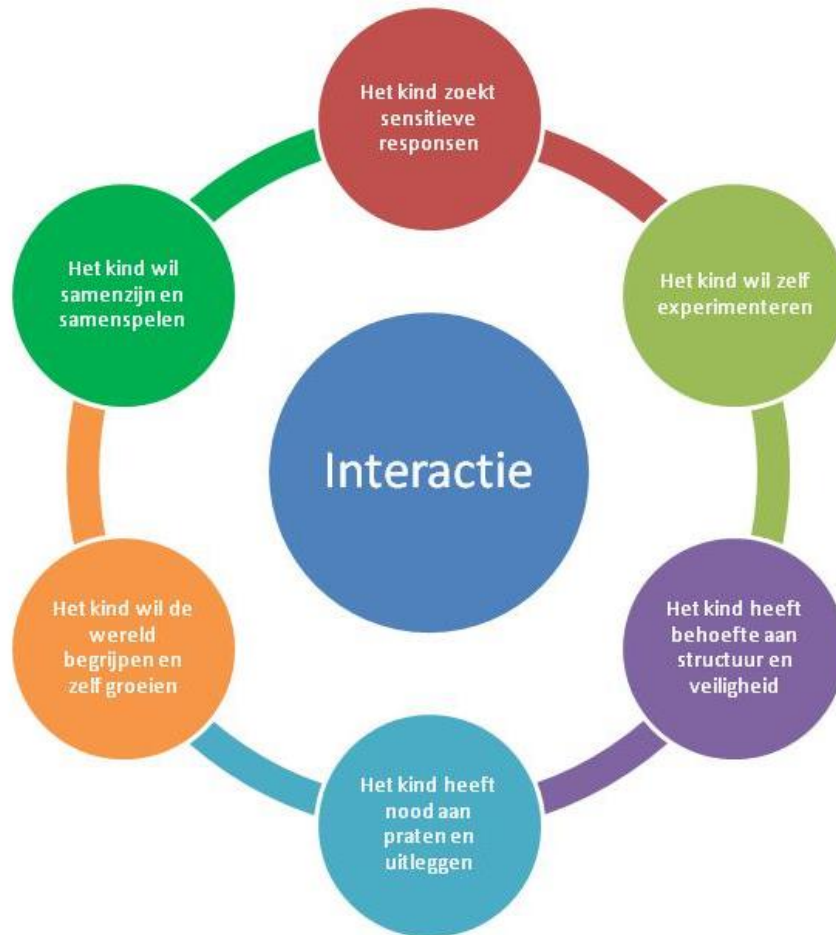 Het kind zoekt
sensitieve
responsen
Het kind wil zelf
experimenteren
Het kind heeft
behoefte aan
structuur en
veiligheid
Het kind heeft
nood aan
praten en
uitleggen
Het kind wil de
wereld
begrijpen en
zelf groeien
Het kind wil
samenzijn en
samenspelen
Interactie